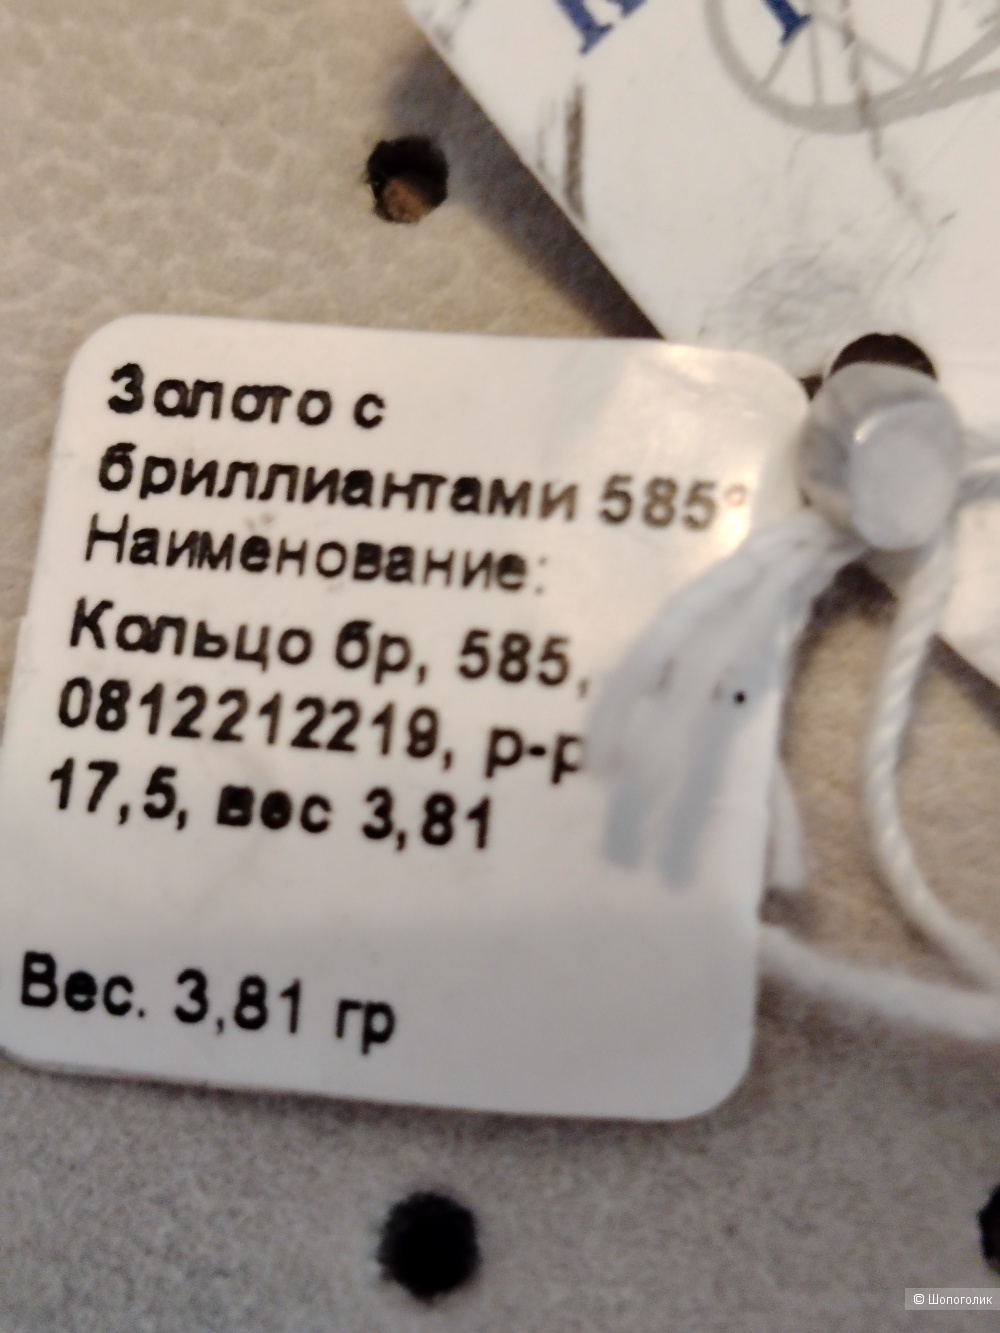 Золото с
бриллиантами 585°
Наименование:
Кольцо бр, 585,
0812212219, р-р
17,5, вес 3,81
Вес. 3,81 гр
© Шопоголик